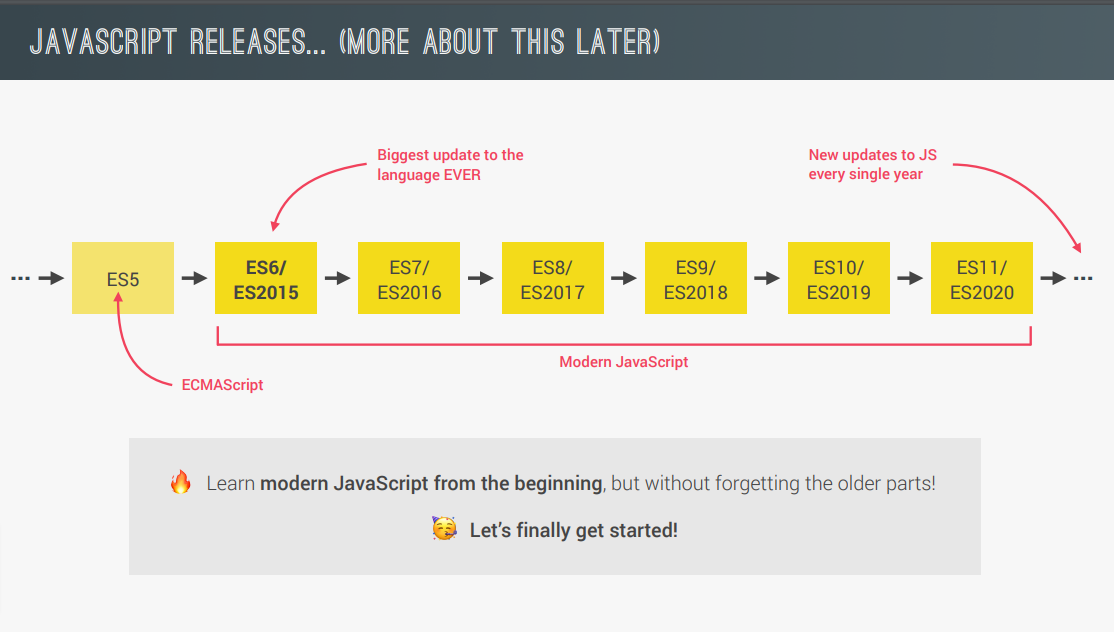 JAVASCRIPT RELEASES... (MORE ABOUT THIS LATER)
Biggest update to the
language EVER
New updates to JS
every single year
... ES5
ES6/
ES2015
ES7/
ES2016
ES8/
ES2017
ES9/
ES2018
ES10/
ES2019
ES11/
ES2020
...
Modern JavaScript
ECMAScript
🔥 Learn modern JavaScript from the beginning, but without forgetting the older parts!
🥳 Let’s finally get started!